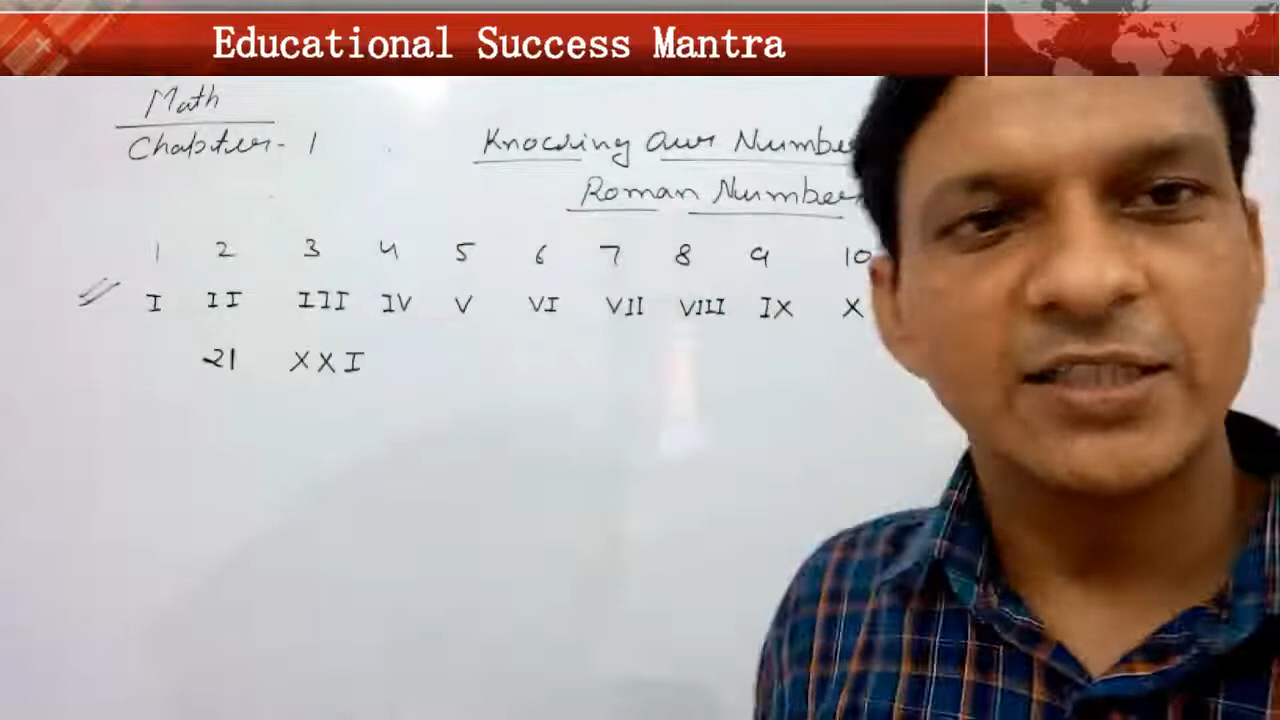 Educational Success Mantra
Math
Chapter - 1
Knowing Our Number
Roman Number
1 2 3 4 5 6 7 8 9 10
I II III IV V VI VII VIII IX X
21 XXI